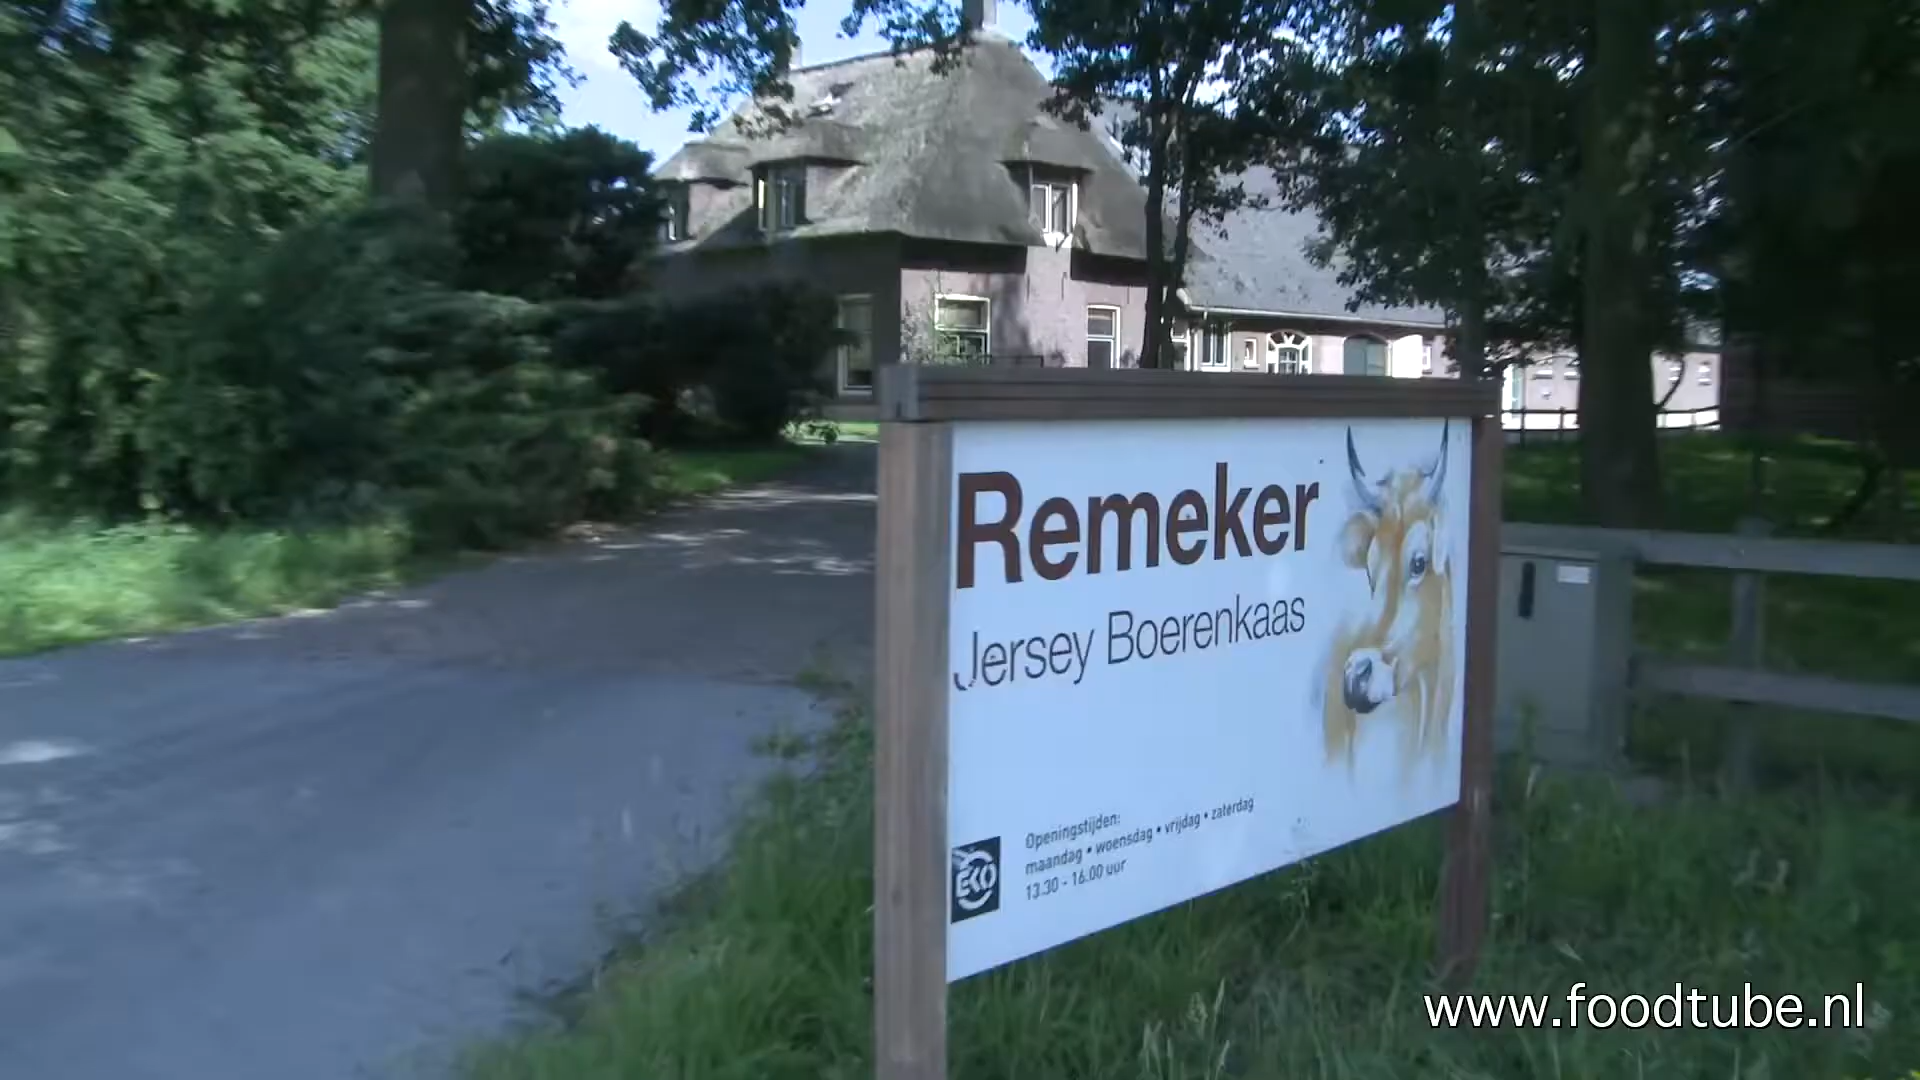 Remeker
Jersey Boerenkaas
Openingstijden:
maandag • woensdag • vrijdag • zaterdag
13.30 - 16.00 uur
EKO
www.foodtube.nl